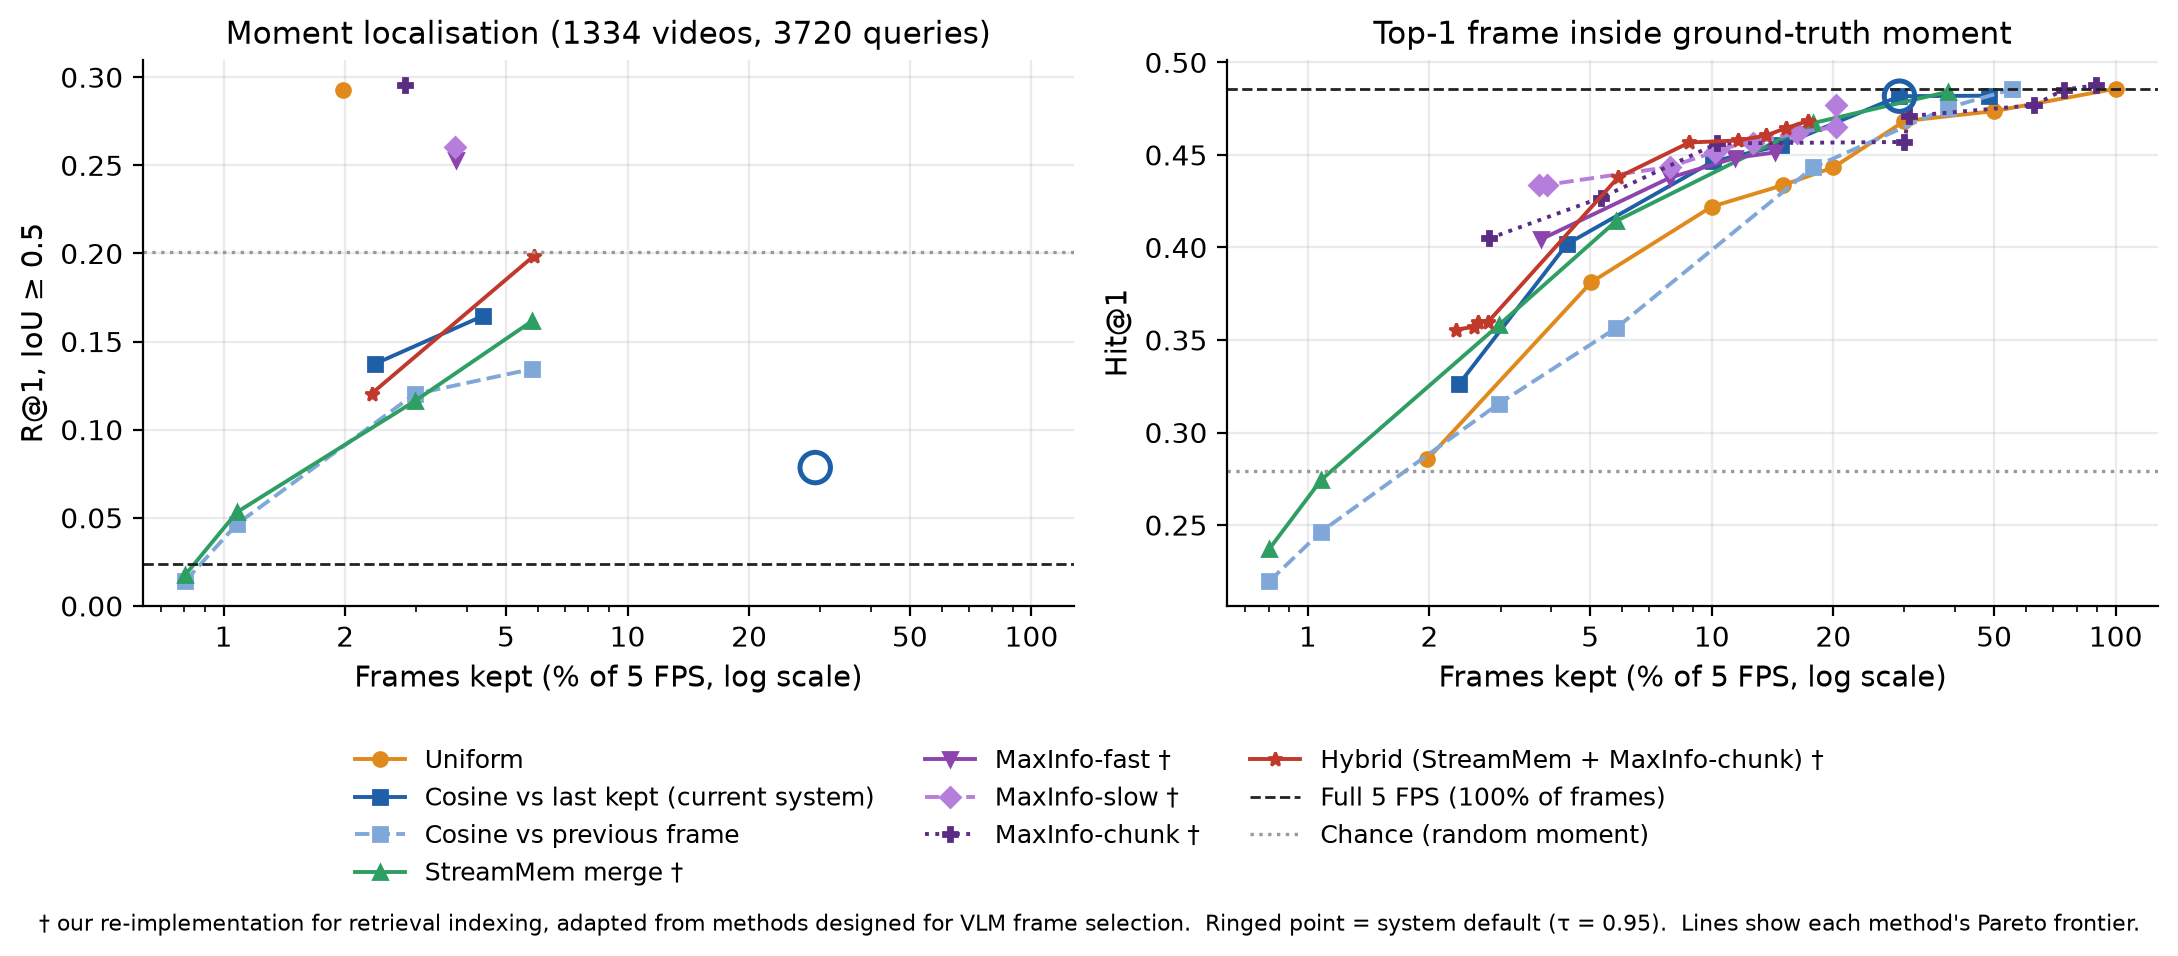 Moment localisation (1334 videos, 3720 queries)
R@1, IoU ≥ 0.5
0.30
0.25
0.20
0.15
0.10
0.05
0.00
1 2 5 10 20 50 100
Frames kept (% of 5 FPS, log scale)
Top-1 frame inside ground-truth moment
Hit@1
0.50
0.45
0.40
0.35
0.30
0.25
1 2 5 10 20 50 100
Frames kept (% of 5 FPS, log scale)
Uniform
Cosine vs last kept (current system)
Cosine vs previous frame
StreamMem merge †
MaxInfo-fast †
MaxInfo-slow †
MaxInfo-chunk †
Hybrid (StreamMem + MaxInfo-chunk) †
Full 5 FPS (100% of frames)
Chance (random moment)
† our re-implementation for retrieval indexing, adapted from methods designed for VLM frame selection.  Ringed point = system default (τ = 0.95).  Lines show each method's Pareto frontier.